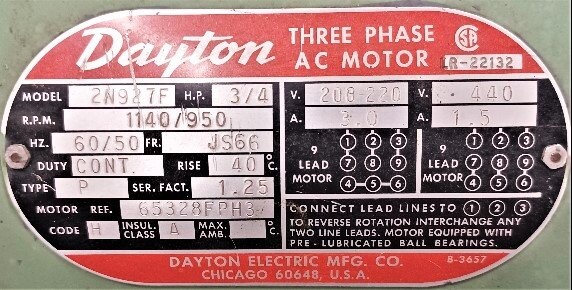 Dayton THREE PHASE AC MOTOR SA
LR-22132
MODEL 2N927F H.P. 3/4
R.P.M. 1140/950
HZ. 60/50 FR. JS66
DUTY CONT. RISE 40 °C.
TYPE P SER. FACT. 1.25
MOTOR REF. 65328FPH3
CODE H INSUL. CLASS A MAX. AMB. °C.
V. 208-220 V. 440
A. 3.0 A. 1.5
9 LEAD MOTOR 1 2 3 7 8 9 4-5-6
9 LEAD MOTOR 1 2 3 7 8 9 4 5 6
CONNECT LEAD LINES TO 1 2 3
TO REVERSE ROTATION INTERCHANGE ANY
TWO LINE LEADS. MOTOR EQUIPPED WITH
PRE-LUBRICATED BALL BEARINGS.
DAYTON ELECTRIC MFG. CO.
CHICAGO 60648, U.S.A.
8-3657